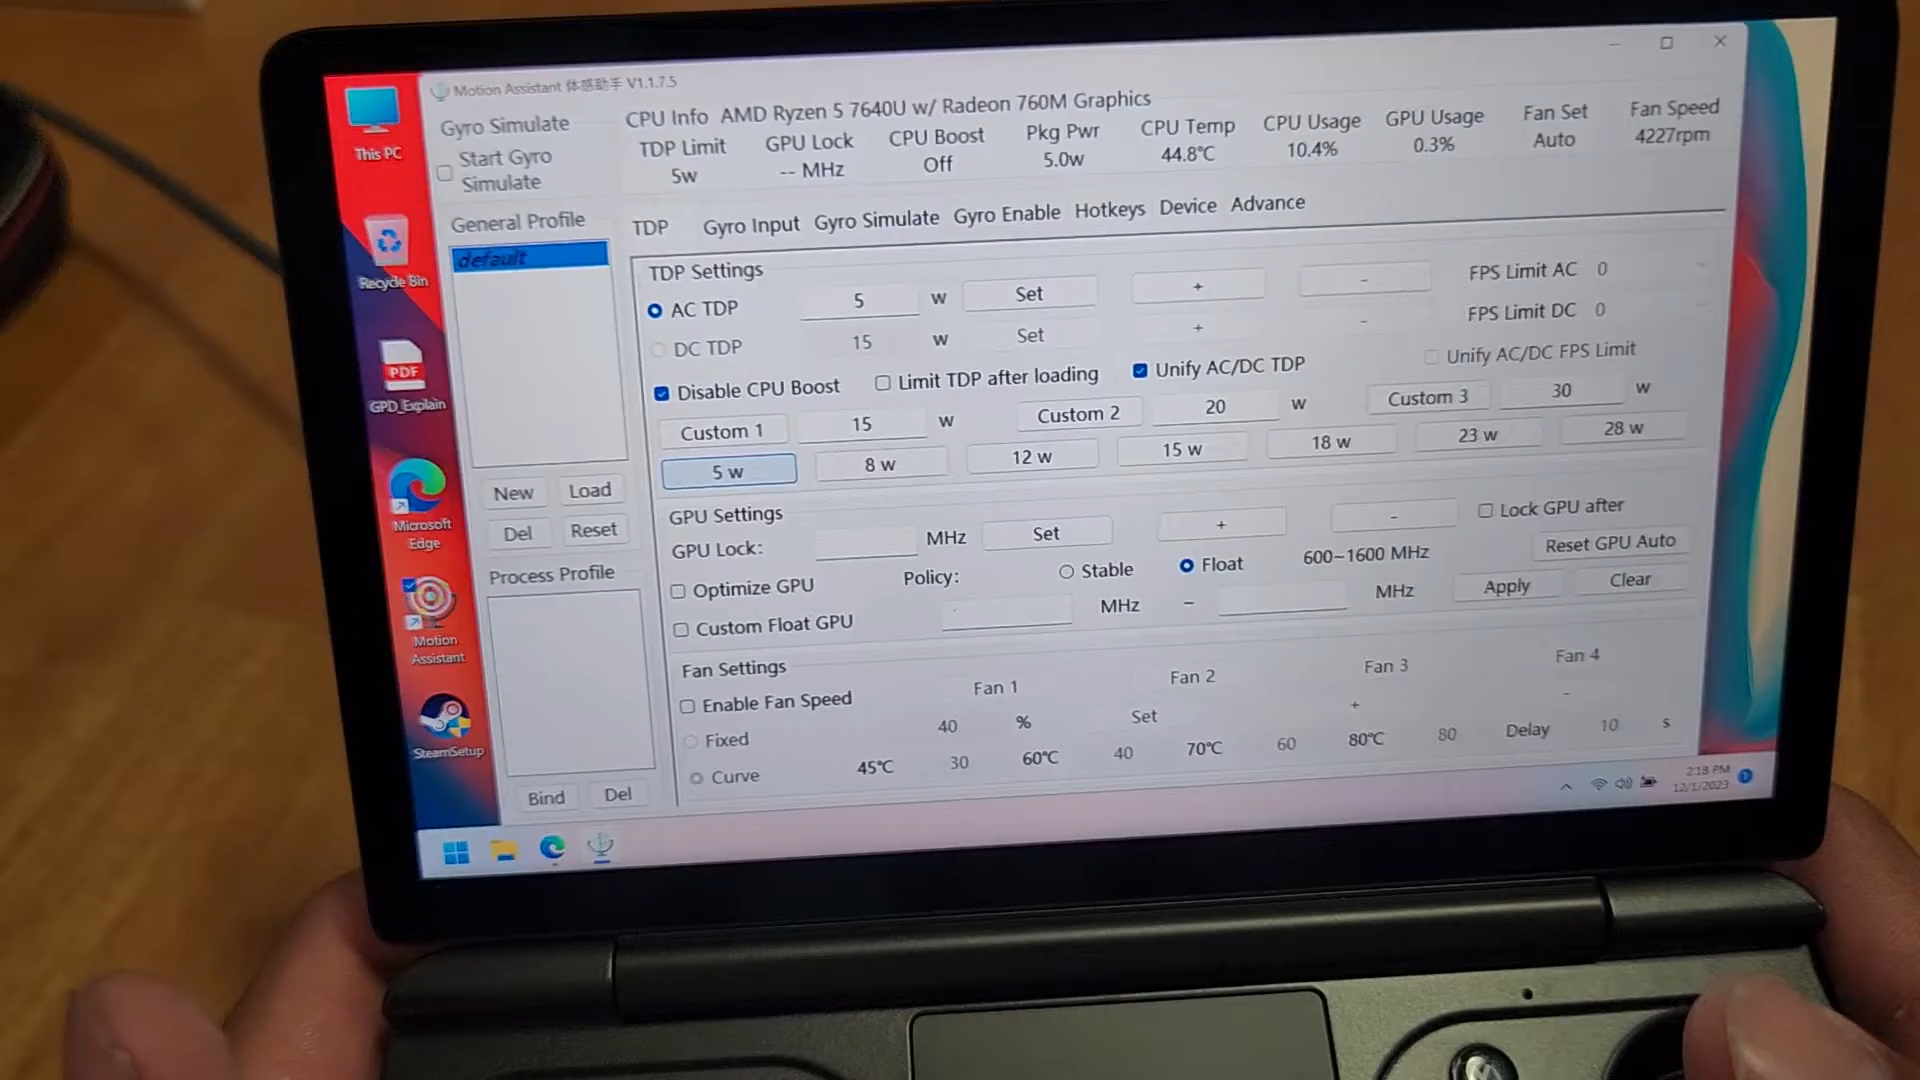 Motion Assistant 体感助手 V1.1.7.5
This PC
Recycle Bin
PDF
GPD_Explain
Microsoft
Edge
Motion
Assistant
SteamSetup
Gyro Simulate
Start Gyro
Simulate
General Profile
default
New Load
Del Reset
Process Profile
Bind Del
CPU Info AMD Ryzen 5 7640U w/ Radeon 760M Graphics
TDP Limit GPU Lock CPU Boost Pkg Pwr CPU Temp CPU Usage GPU Usage Fan Set Fan Speed
5w -- MHz Off 5.0w 44.8℃ 10.4% 0.3% Auto 4227rpm
TDP Gyro Input Gyro Simulate Gyro Enable Hotkeys Device Advance
TDP Settings
AC TDP 5 w Set + - FPS Limit AC 0
DC TDP 15 w Set + - FPS Limit DC 0
Disable CPU Boost Limit TDP after loading Unify AC/DC TDP Unify AC/DC FPS Limit
Custom 1 15 w Custom 2 20 w Custom 3 30 w
5 w 8 w 12 w 15 w 18 w 23 w 28 w
GPU Settings
GPU Lock: MHz Set + - Lock GPU after
Optimize GPU Policy: Stable Float 600~1600 MHz Reset GPU Auto
Custom Float GPU MHz ~ MHz Apply Clear
Fan Settings
Fan 1 Fan 2 Fan 3 Fan 4
Enable Fan Speed
Fixed 40 % Set + -
Curve 45℃ 30 60℃ 40 70℃ 60 80℃ 80 Delay 10 s
2:18 PM
12/1/2023